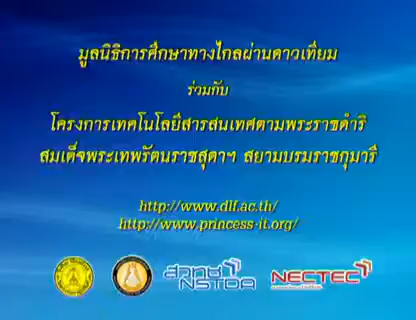 มูลนิธิการศึกษาทางไกลผ่านดาวเทียม
ร่วมกับ
โครงการเทคโนโลยีสารสนเทศตามพระราชดำริ
สมเด็จพระเทพรัตนราชสุดาฯ สยามบรมราชกุมารี
http://www.dlf.ac.th/
http://www.princess-it.org/
สวทช NECTEC
NSTDA